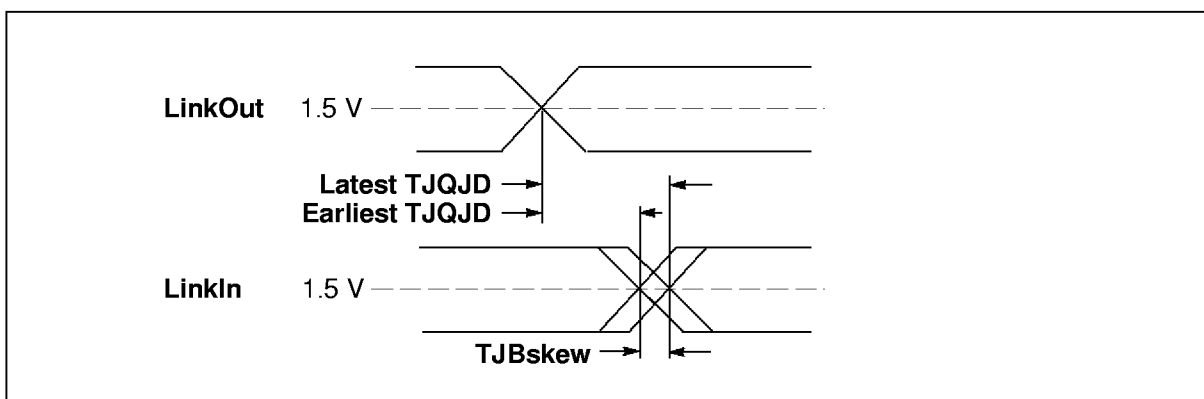 LinkOut 1.5 V
Latest TJQJD
Earliest TJQJD
LinkIn 1.5 V
TJBskew